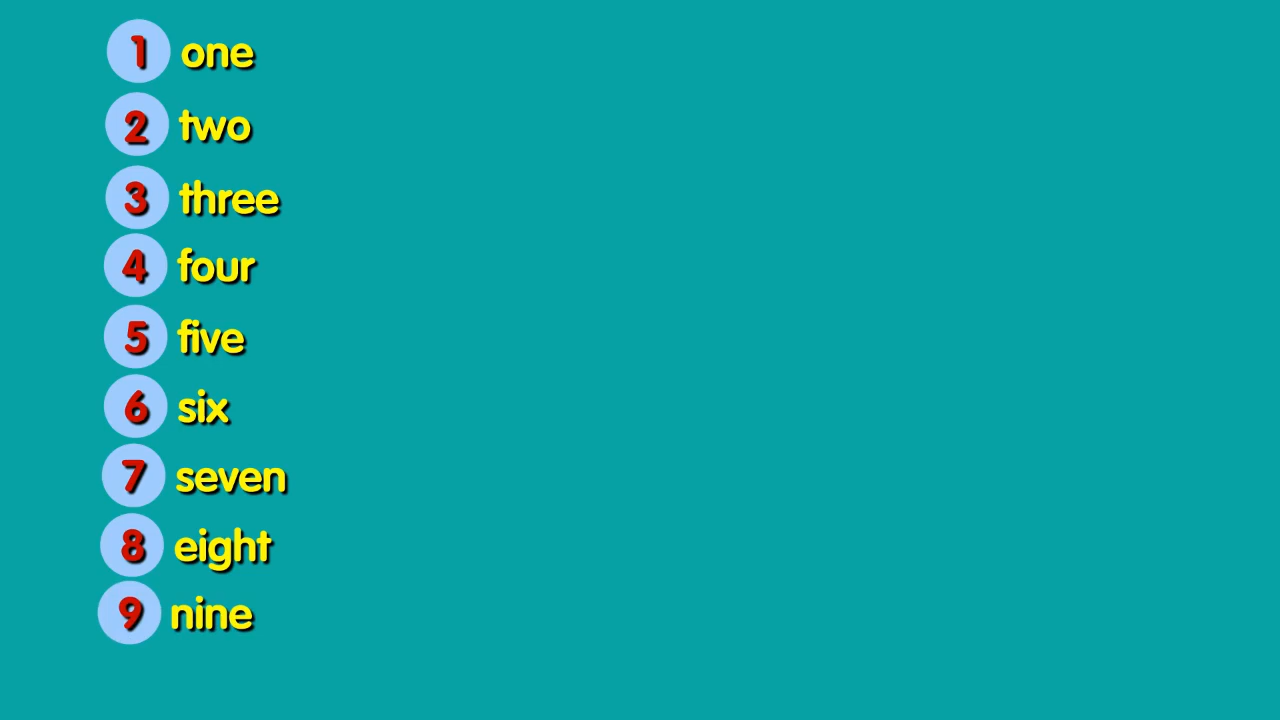 1 one
2 two
3 three
4 four
5 five
6 six
7 seven
8 eight
9 nine